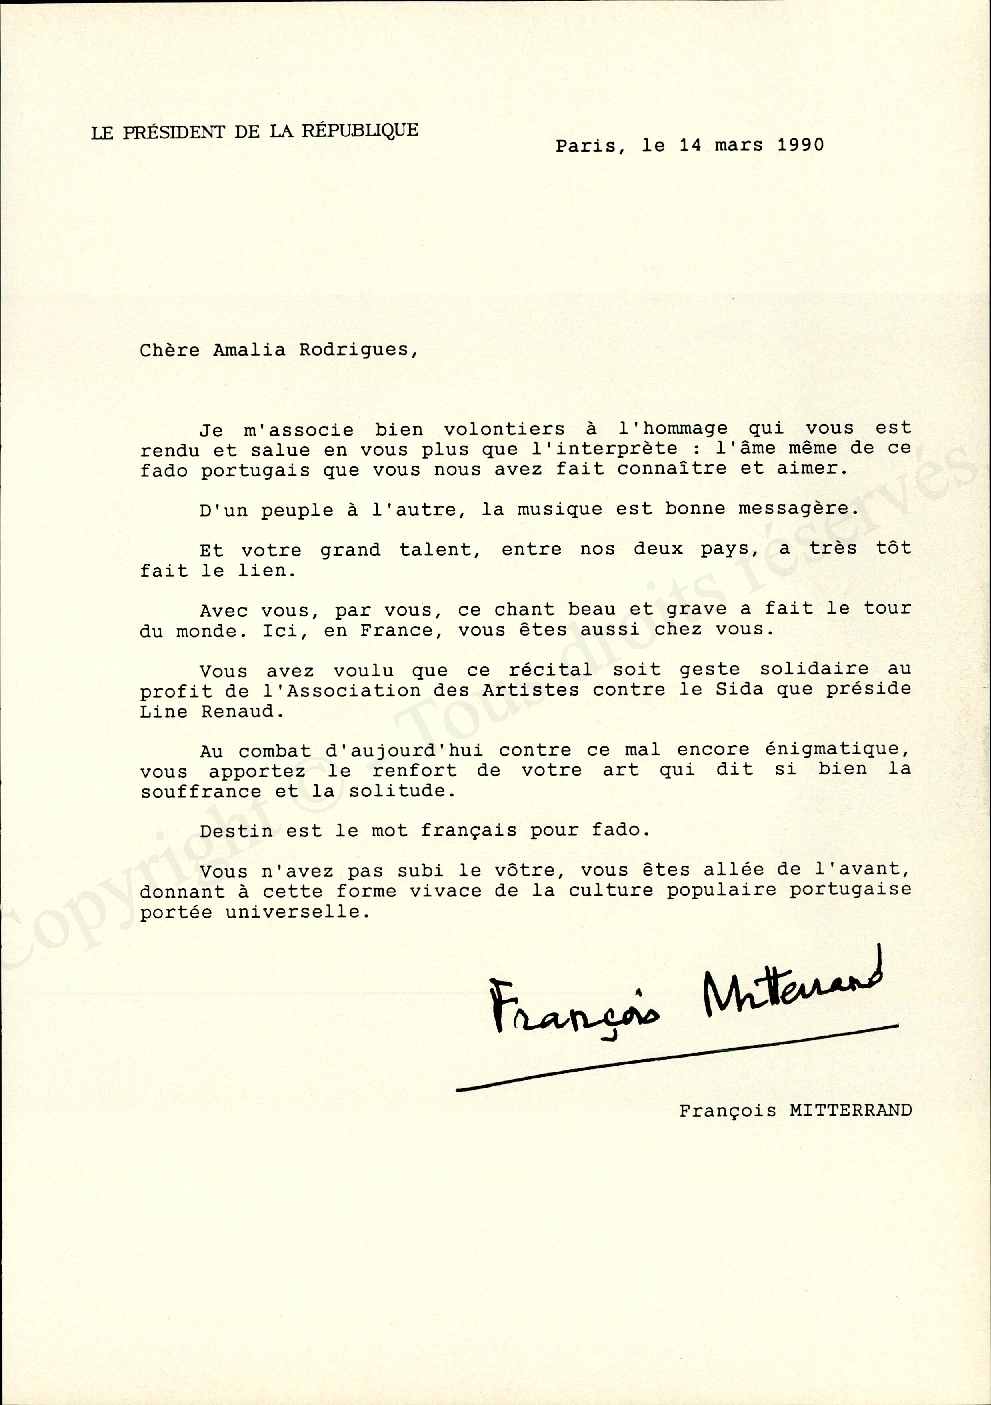 LE PRÉSIDENT DE LA RÉPUBLIQUE
Paris, le 14 mars 1990
Chère Amalia Rodrigues,
Je m'associe bien volontiers à l'hommage qui vous est
rendu et salue en vous plus que l'interprète : l'âme même de ce
fado portugais que vous nous avez fait connaître et aimer.
D'un peuple à l'autre, la musique est bonne messagère.
Et votre grand talent, entre nos deux pays, a très tôt
fait le lien.
Avec vous, par vous, ce chant beau et grave a fait le tour
du monde. Ici, en France, vous êtes aussi chez vous.
Vous avez voulu que ce récital soit geste solidaire au
profit de l'Association des Artistes contre le Sida que préside
Line Renaud.
Au combat d'aujourd'hui contre ce mal encore énigmatique,
vous apportez le renfort de votre art qui dit si bien la
souffrance et la solitude.
Destin est le mot français pour fado.
Vous n'avez pas subi le vôtre, vous êtes allée de l'avant,
donnant à cette forme vivace de la culture populaire portugaise
portée universelle.
François Mitterrand
François MITTERRAND
Copyright © - Tous droits réservés.